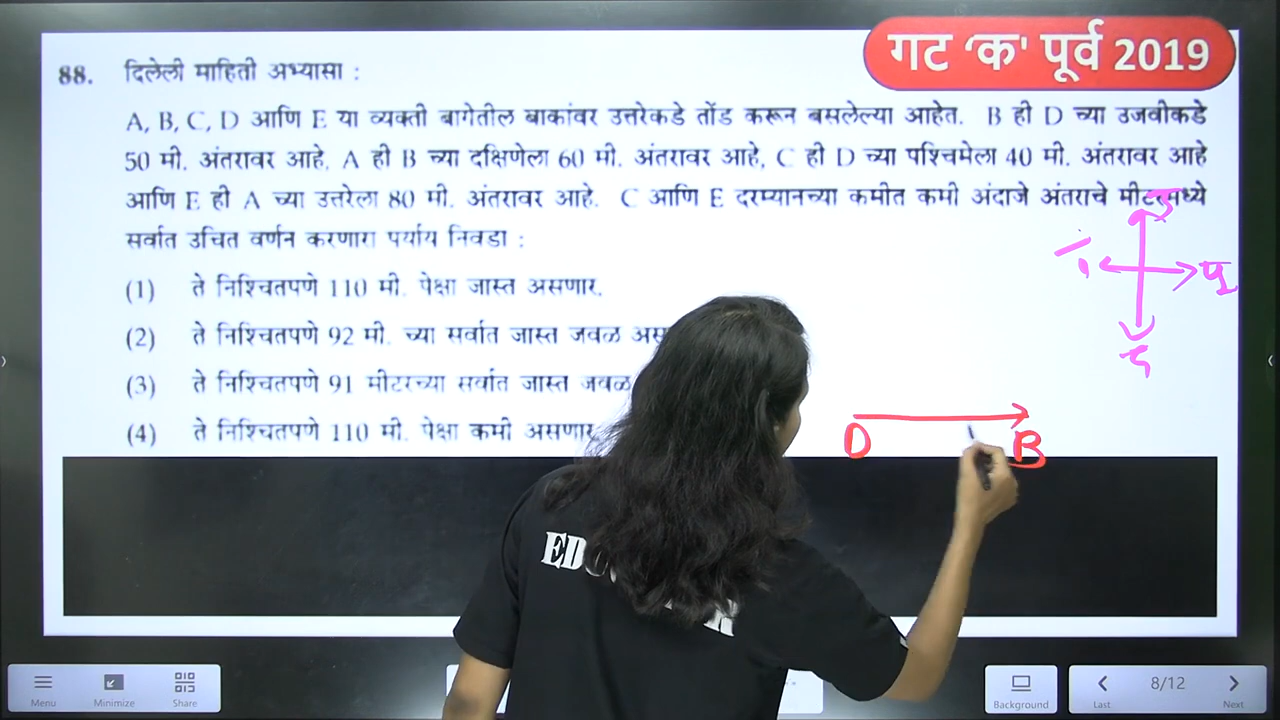 गट ‘क' पूर्व 2019
88. दिलेली माहिती अभ्यासा :
A, B, C, D आणि E या व्यक्ती बागेतील बाकांवर उत्तरेकडे तोंड करून बसलेल्या आहेत. B ही D च्या उजवीकडे
50 मी. अंतरावर आहे, A ही B च्या दक्षिणेला 60 मी. अंतरावर आहे, C ही D च्या पश्चिमेला 40 मी. अंतरावर आहे
आणि E ही A च्या उत्तरेला 80 मी. अंतरावर आहे. C आणि E दरम्यानच्या कमीत कमी अंदाजे अंतराचे मीटरमध्ये
सर्वात उचित वर्णन करणारा पर्याय निवडा :
(1) ते निश्चितपणे 110 मी. पेक्षा जास्त असणार.
(2) ते निश्चितपणे 92 मी. च्या सर्वात जास्त जवळ
(3) ते निश्चितपणे 91 मीटरच्या सर्वात जास्त जवळ
(4) ते निश्चितपणे 110 मी. पेक्षा कमी असणार
D B
Menu Minimize Share Background Last 8/12 Next